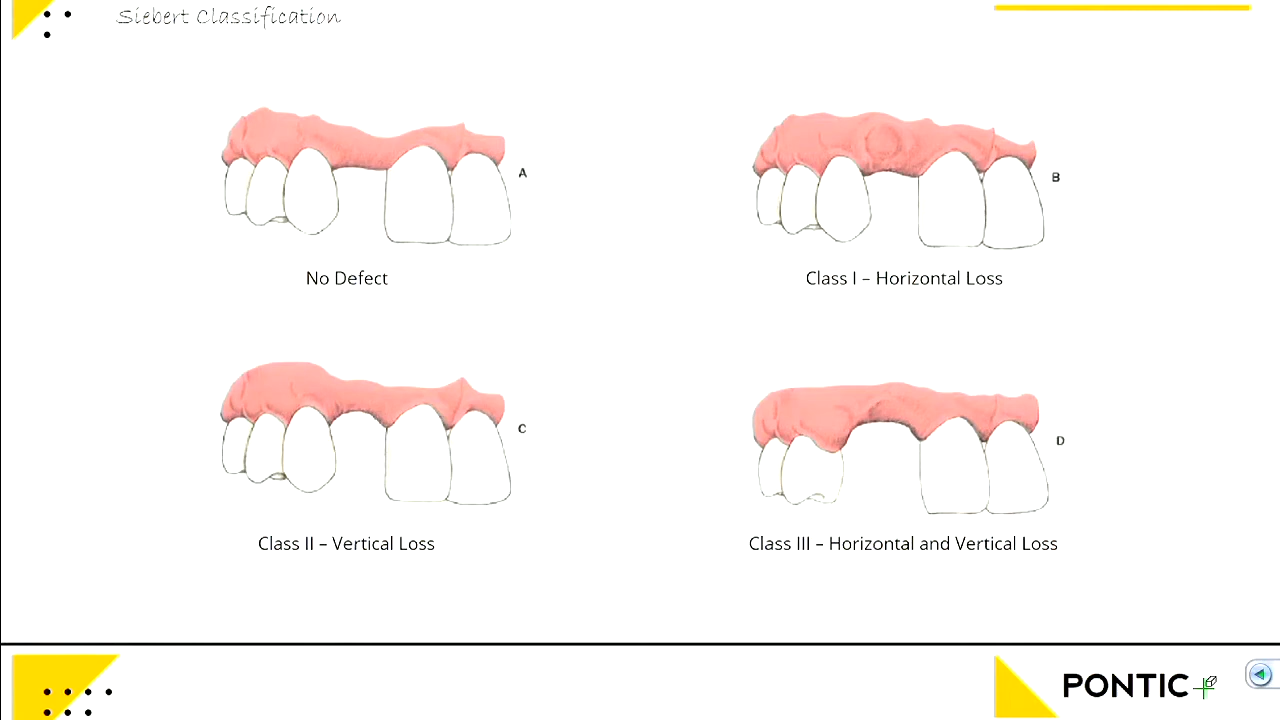 Siebert Classification
A
B
No Defect
Class I – Horizontal Loss
C
D
Class II – Vertical Loss
Class III – Horizontal and Vertical Loss
PONTIC